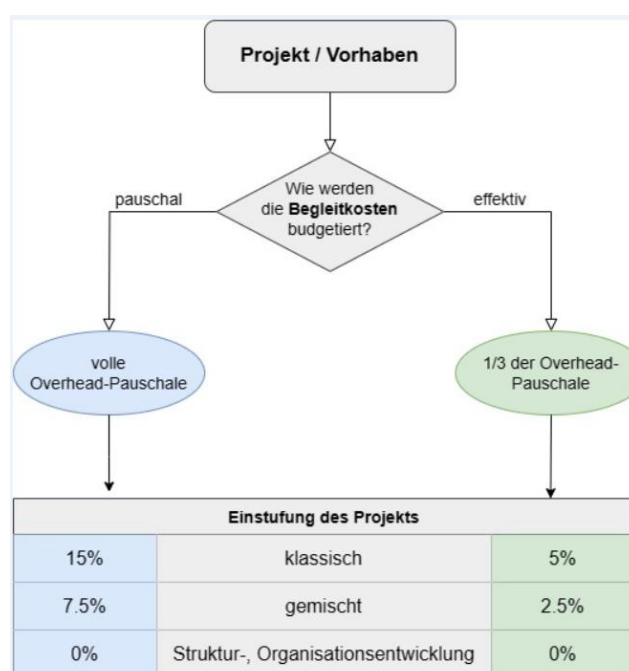 Projekt / Vorhaben
Wie werden
die Begleitkosten
budgetiert?
pauschal
effektiv
volle
Overhead-Pauschale
1/3 der Overhead-
Pauschale
Einstufung des Projekts
15% klassisch 5%
7.5% gemischt 2.5%
0% Struktur-, Organisationsentwicklung 0%